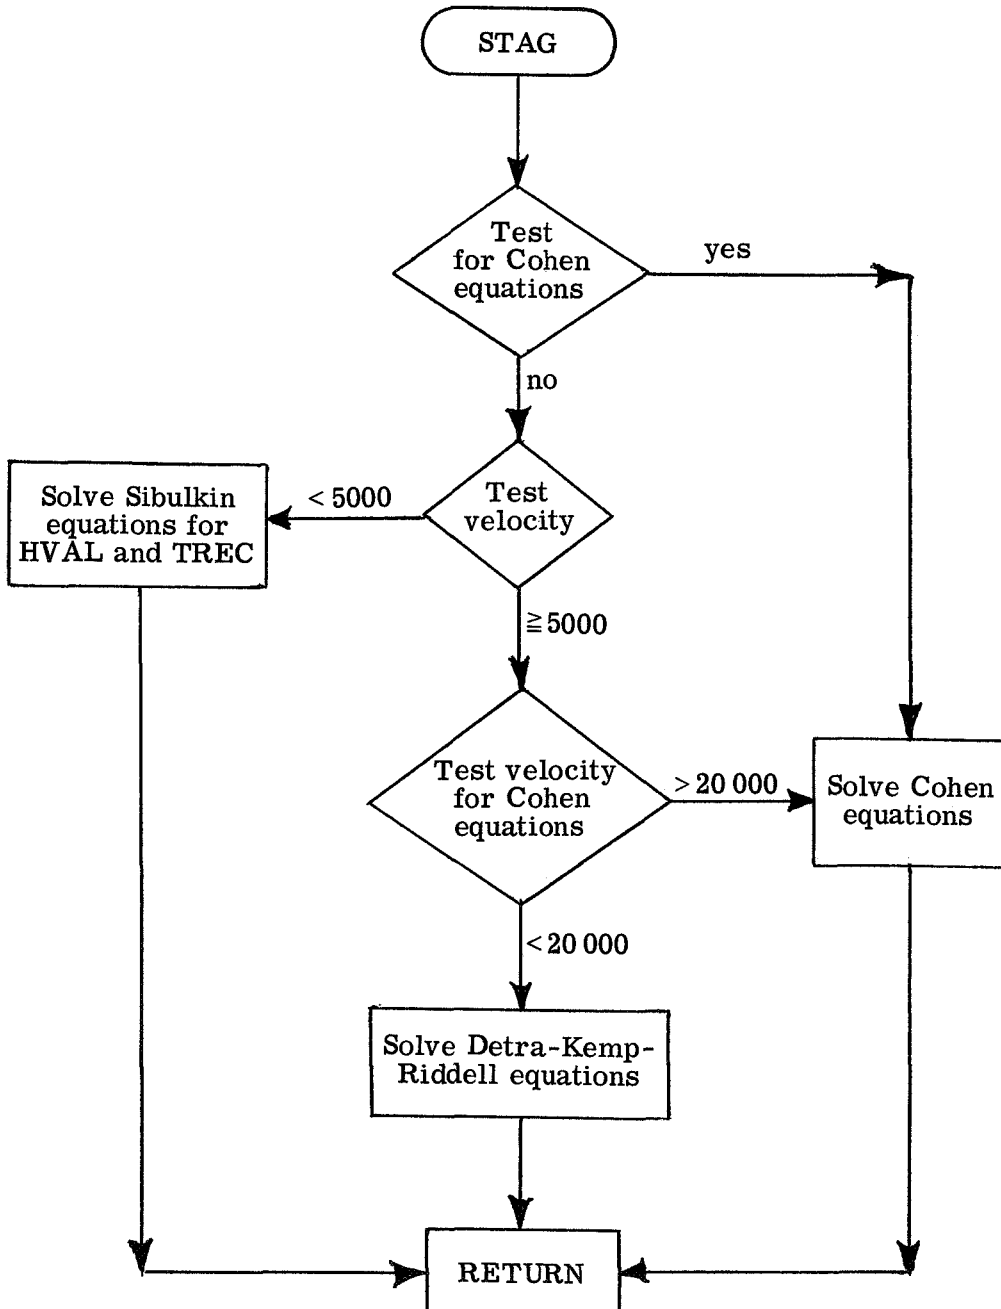 STAG
Test
for Cohen
equations
yes
no
Solve Sibulkin
equations for
HVAL and TREC
< 5000
Test
velocity
≧5000
Test velocity
for Cohen
equations
> 20 000
Solve Cohen
equations
< 20 000
Solve Detra-Kemp-
Riddell equations
RETURN